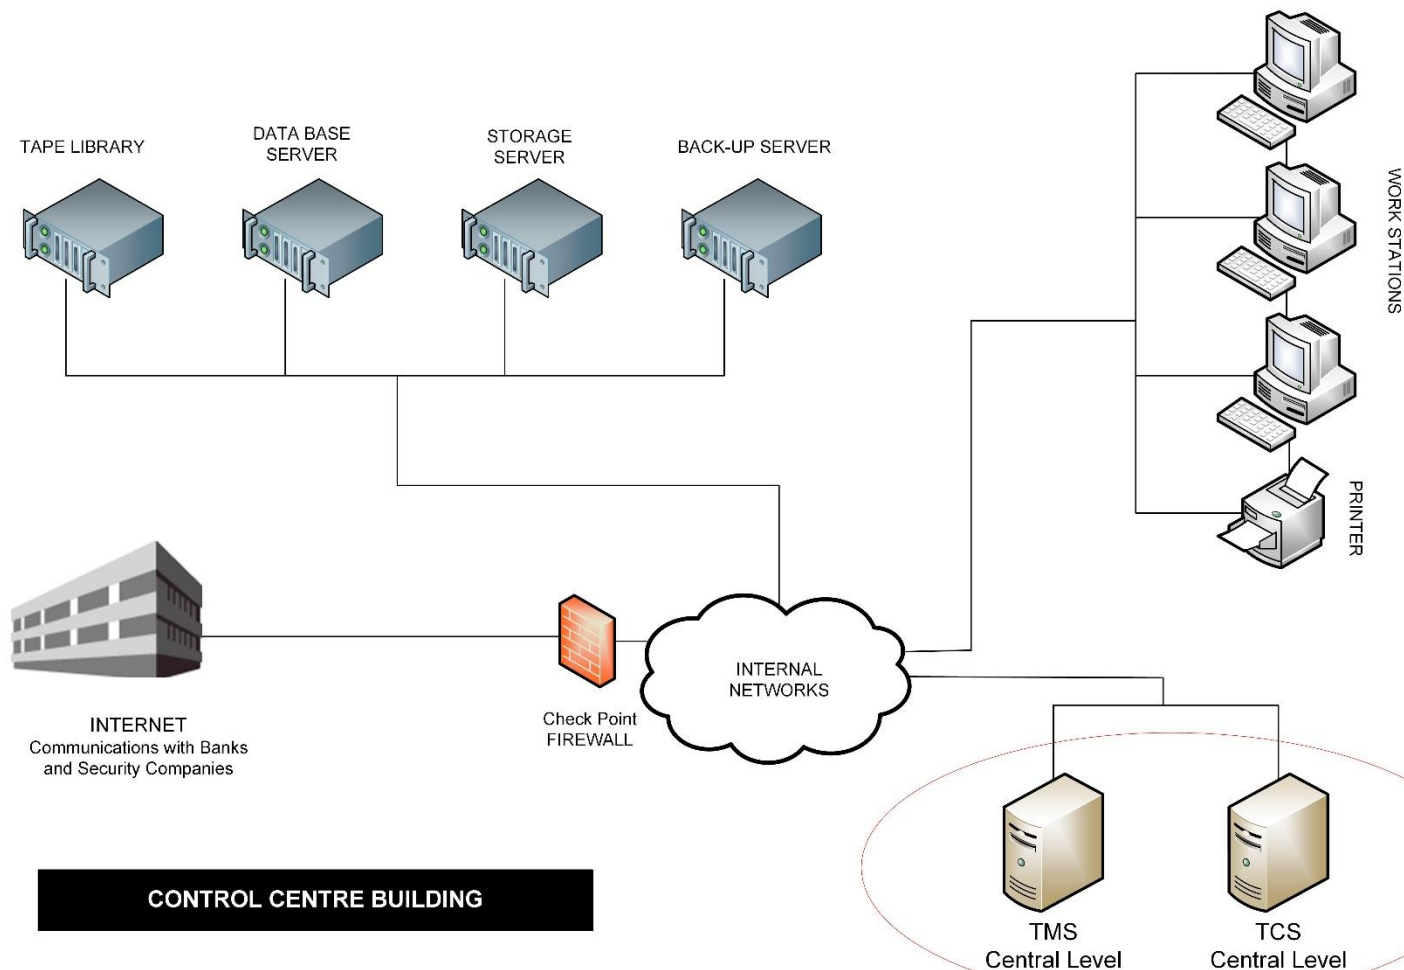 TAPE LIBRARY
DATA BASE
SERVER
STORAGE
SERVER
BACK-UP SERVER
WORK STATIONS
PRINTER
INTERNET
Communications with Banks
and Security Companies
Check Point
FIREWALL
INTERNAL
NETWORKS
CONTROL CENTRE BUILDING
TMS
Central Level
TCS
Central Level